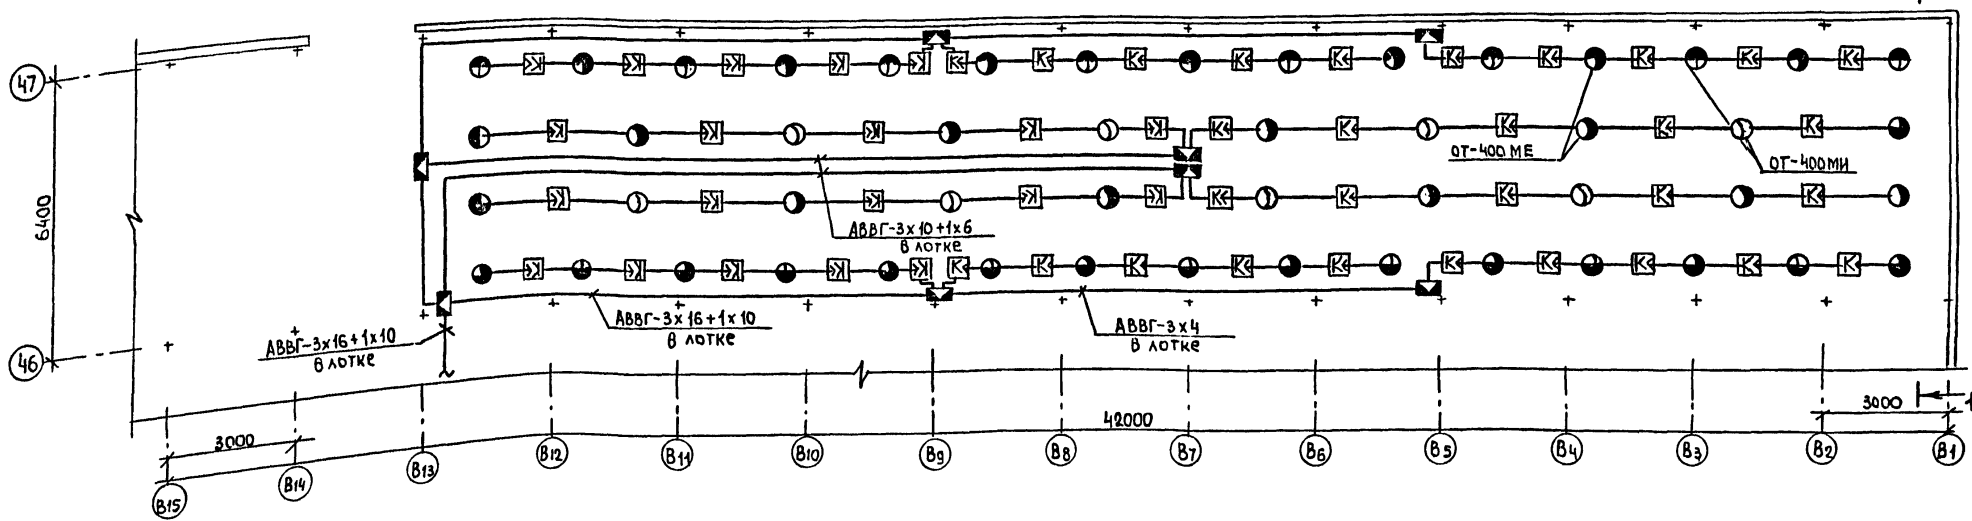 47
ОТ-400 МЕ
ОТ-400МИ
6400
АВВГ-3х10+1х6
В ЛОТКЕ
АВВГ-3х16+1х10
В ЛОТКЕ
АВВГ-3х4
В ЛОТКЕ
АВВГ-3х16+1х10
В ЛОТКЕ
46
3000
42000
3000
В15
В14
В13
В12
В11
В10
В9
В8
В7
В6
В5
В4
В3
В2
В1